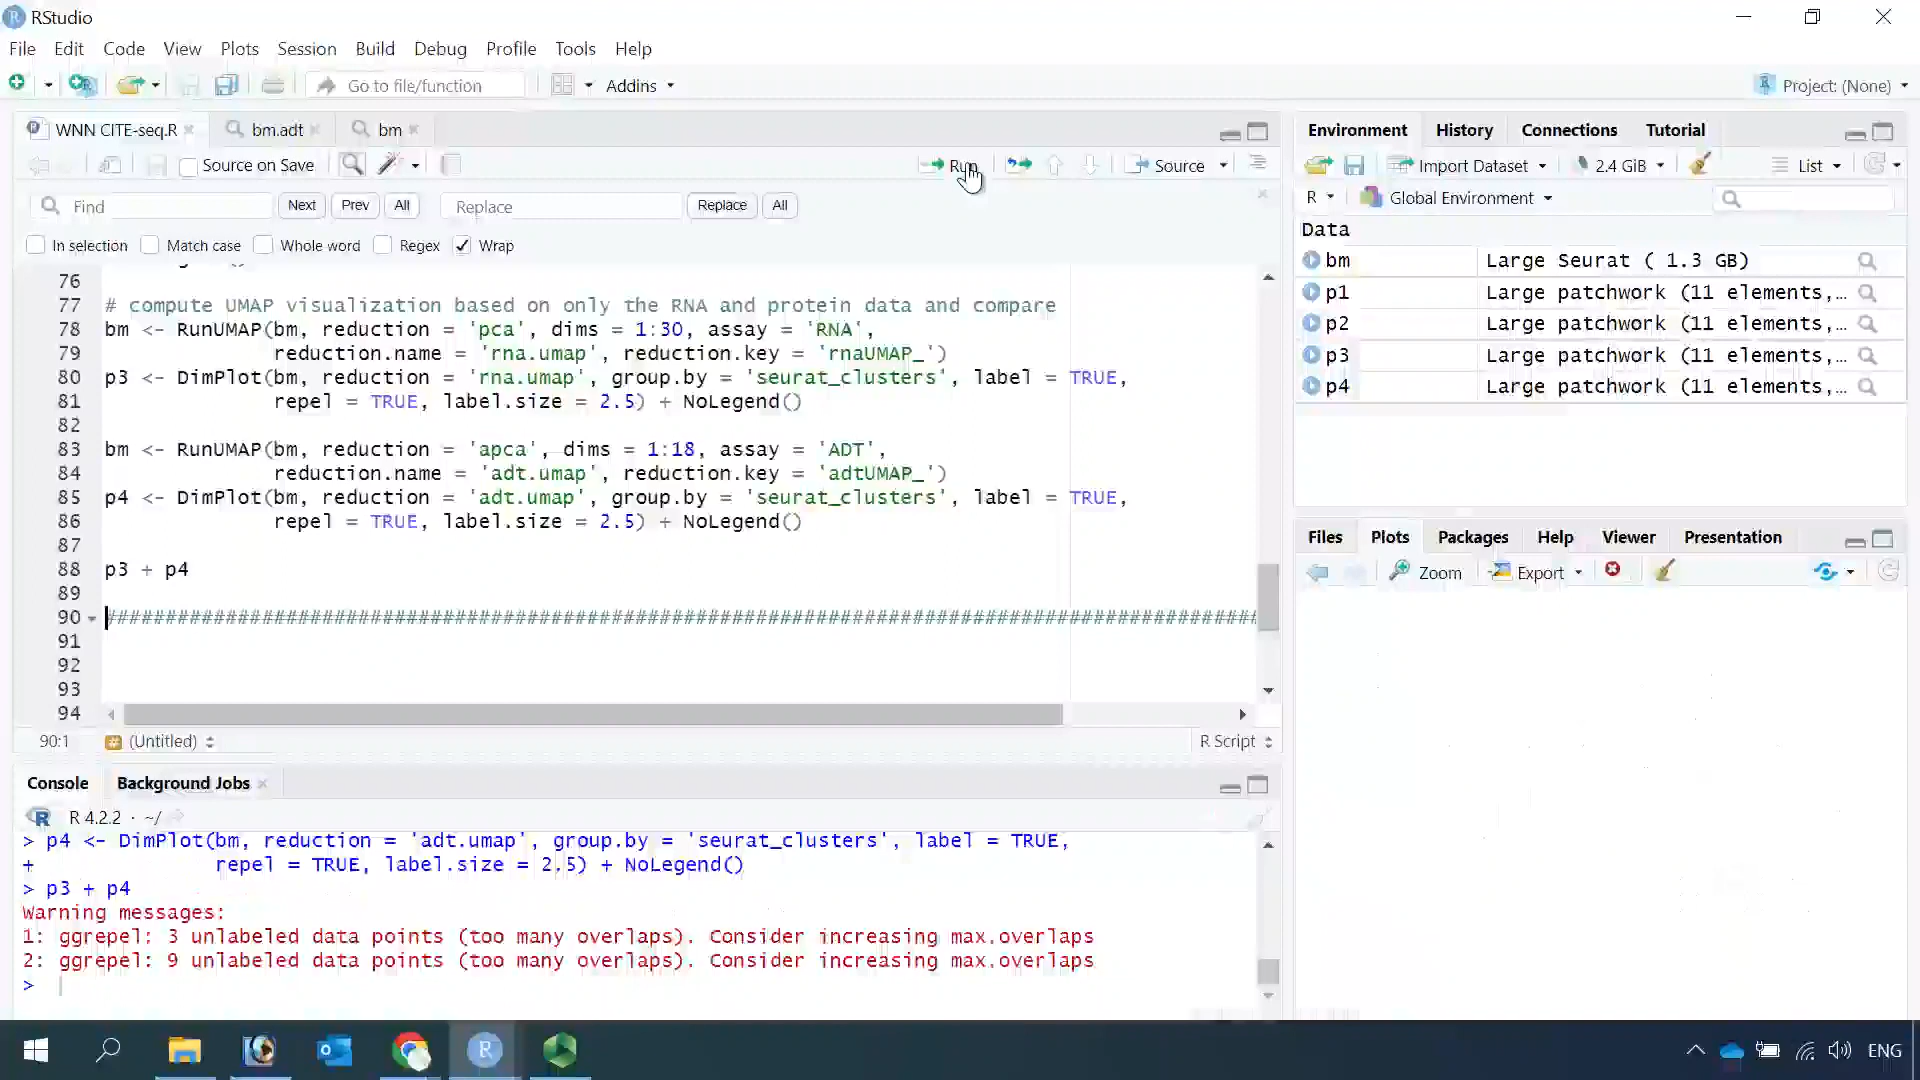 RStudio
File Edit Code View Plots Session Build Debug Profile Tools Help
Go to file/function Addins Project: (None)
WNN CITE-seq.R bm.adt bm
Source on Save Run Source
Find Next Prev All Replace Replace All
In selection Match case Whole word Regex Wrap
76
77 # compute UMAP visualization based on only the RNA and protein data and compare
78 bm <- RunUMAP(bm, reduction = 'pca', dims = 1:30, assay = 'RNA',
79 reduction.name = 'rna.umap', reduction.key = 'rnaUMAP_')
80 p3 <- DimPlot(bm, reduction = 'rna.umap', group.by = 'seurat_clusters', label = TRUE,
81 repel = TRUE, label.size = 2.5) + NoLegend()
82
83 bm <- RunUMAP(bm, reduction = 'apca', dims = 1:18, assay = 'ADT',
84 reduction.name = 'adt.umap', reduction.key = 'adtUMAP_')
85 p4 <- DimPlot(bm, reduction = 'adt.umap', group.by = 'seurat_clusters', label = TRUE,
86 repel = TRUE, label.size = 2.5) + NoLegend()
87
88 p3 + p4
89
90 ################################################################################################
91
92
93
94
90:1 (Untitled) R Script
Console Background Jobs
R 4.2.2 · ~/
> p4 <- DimPlot(bm, reduction = 'adt.umap', group.by = 'seurat_clusters', label = TRUE,
+ repel = TRUE, label.size = 2.5) + NoLegend()
> p3 + p4
Warning messages:
1: ggrepel: 3 unlabeled data points (too many overlaps). Consider increasing max.overlaps
2: ggrepel: 9 unlabeled data points (too many overlaps). Consider increasing max.overlaps
>
Environment History Connections Tutorial
Import Dataset 2.4 GiB List
R Global Environment
Data
bm Large Seurat ( 1.3 GB)
p1 Large patchwork (11 elements,…
p2 Large patchwork (11 elements,…
p3 Large patchwork (11 elements,…
p4 Large patchwork (11 elements,…
Files Plots Packages Help Viewer Presentation
Zoom Export
ENG